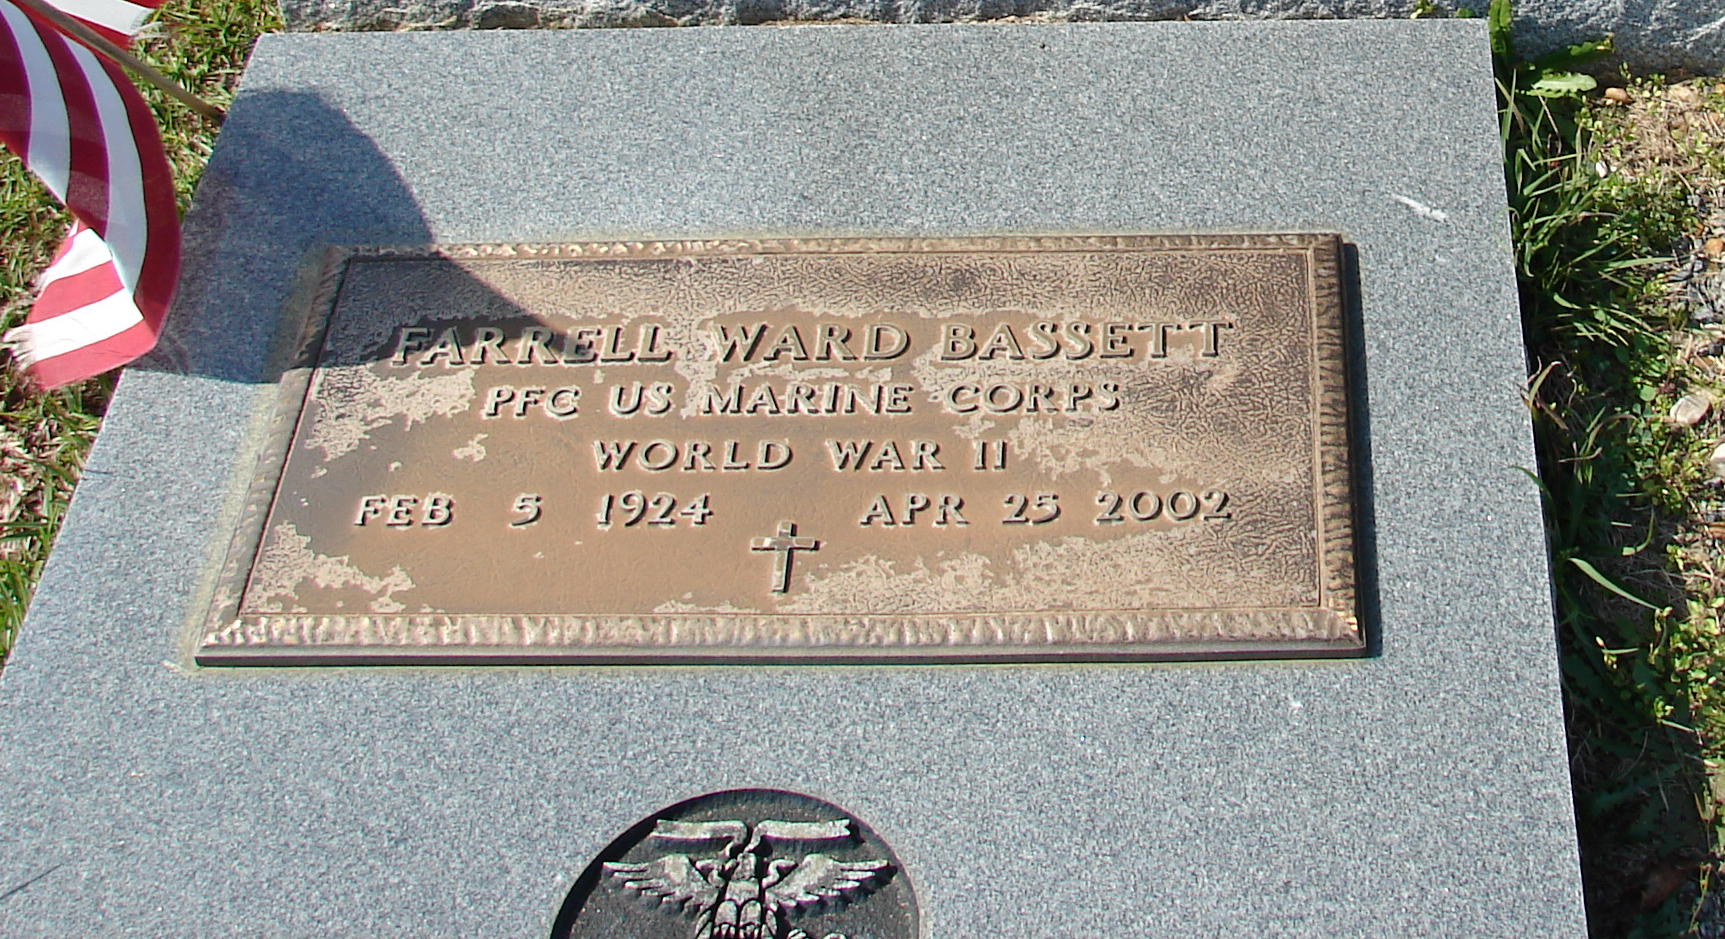 FARRELL WARD BASSETT
PFC US MARINE CORPS
WORLD WAR II
FEB 5 1924 APR 25 2002